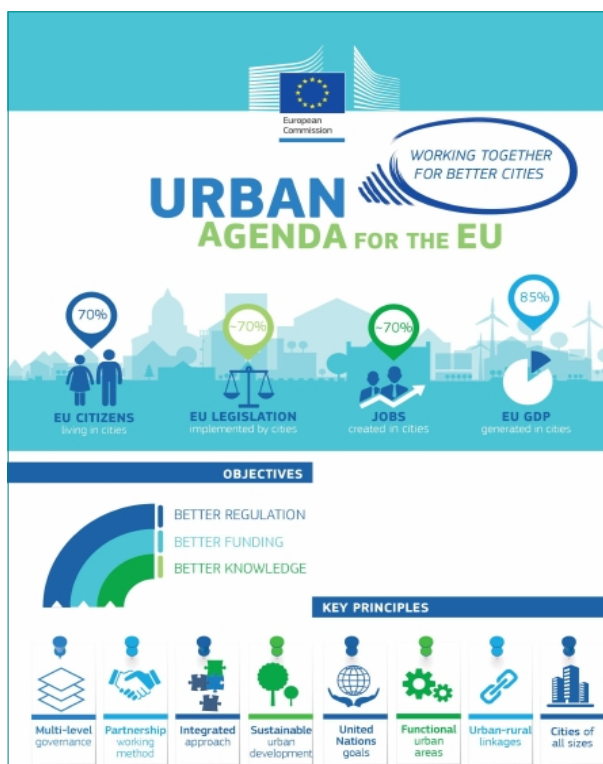 European
Commission
WORKING TOGETHER
FOR BETTER CITIES
URBAN
AGENDA FOR THE EU
70%
~70%
~70%
85%
EU CITIZENS
living in cities
EU LEGISLATION
implemented by cities
JOBS
created in cities
EU GDP
generated in cities
OBJECTIVES
BETTER REGULATION
BETTER FUNDING
BETTER KNOWLEDGE
KEY PRINCIPLES
Multi-level
governance
Partnership
working
method
Integrated
approach
Sustainable
urban
development
United
Nations
goals
Functional
urban
areas
Urban-rural
linkages
Cities of
all sizes